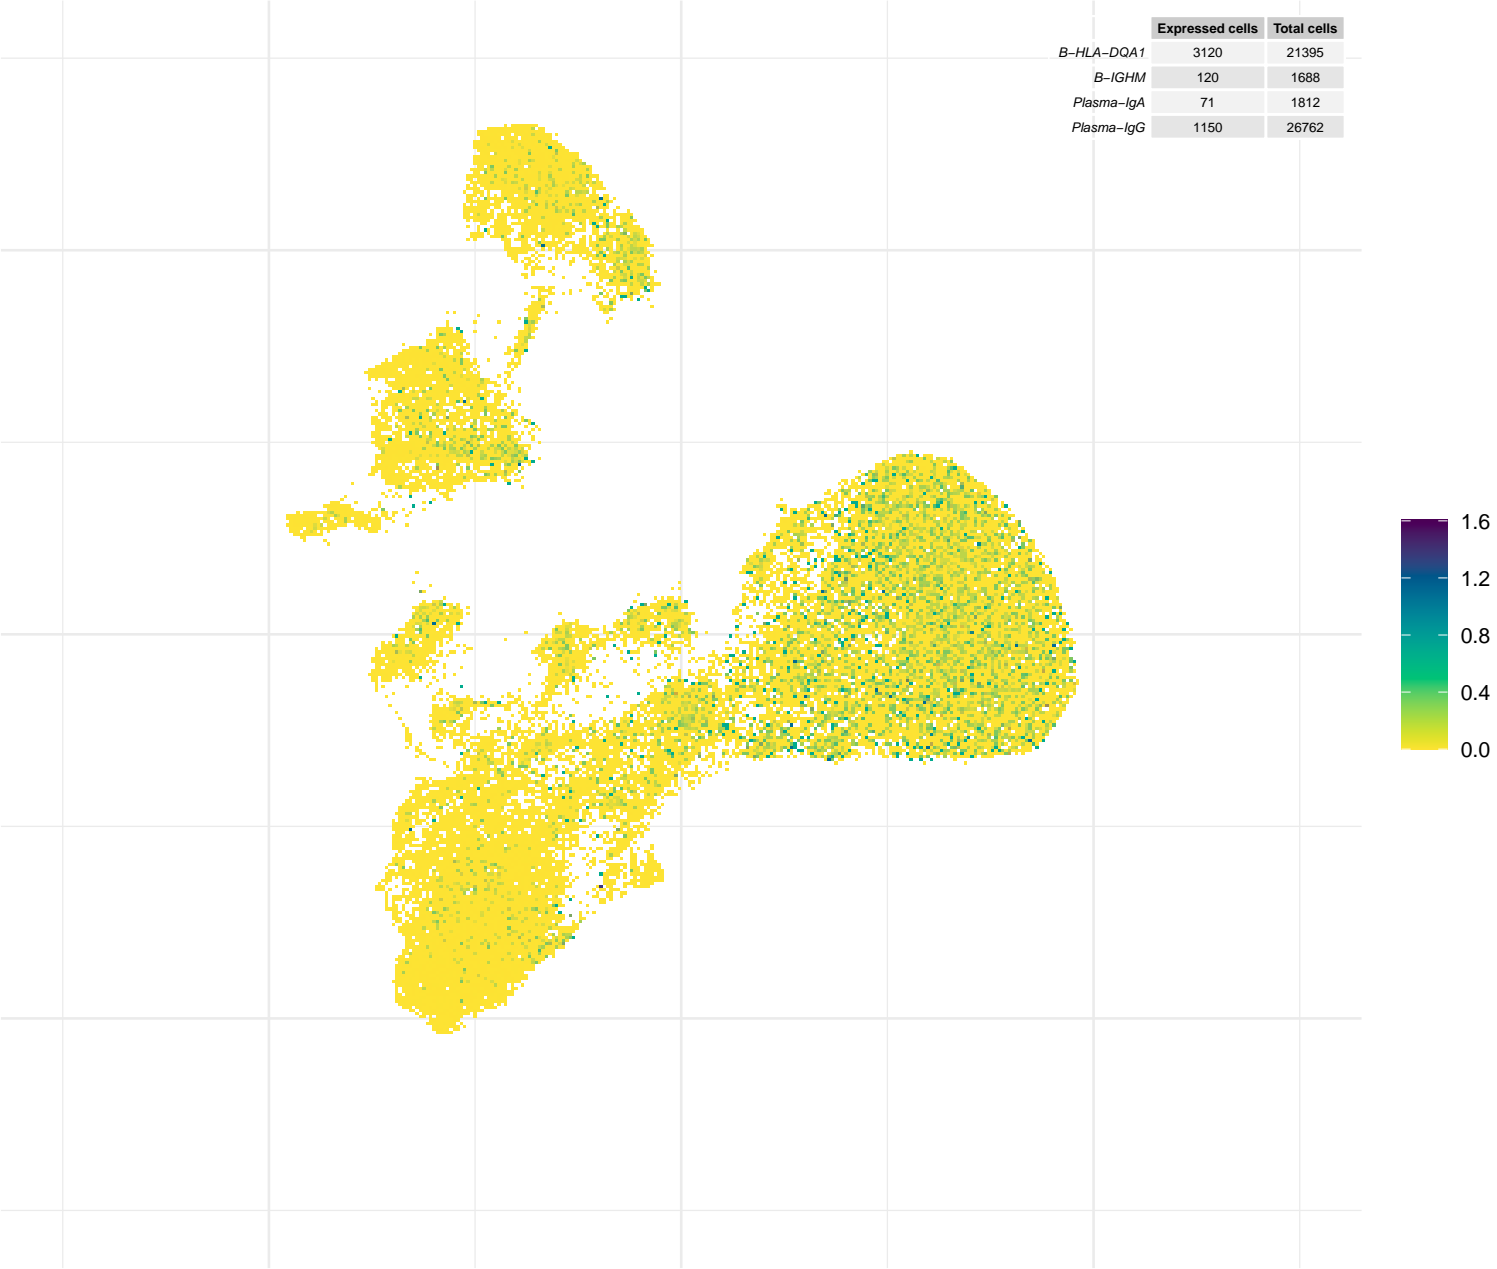 Expressed cells Total cells
B−HLA−DQA1 3120 21395
B−IGHM 120 1688
Plasma−IgA 71 1812
Plasma−IgG 1150 26762
1.6
1.2
0.8
0.4
0.0